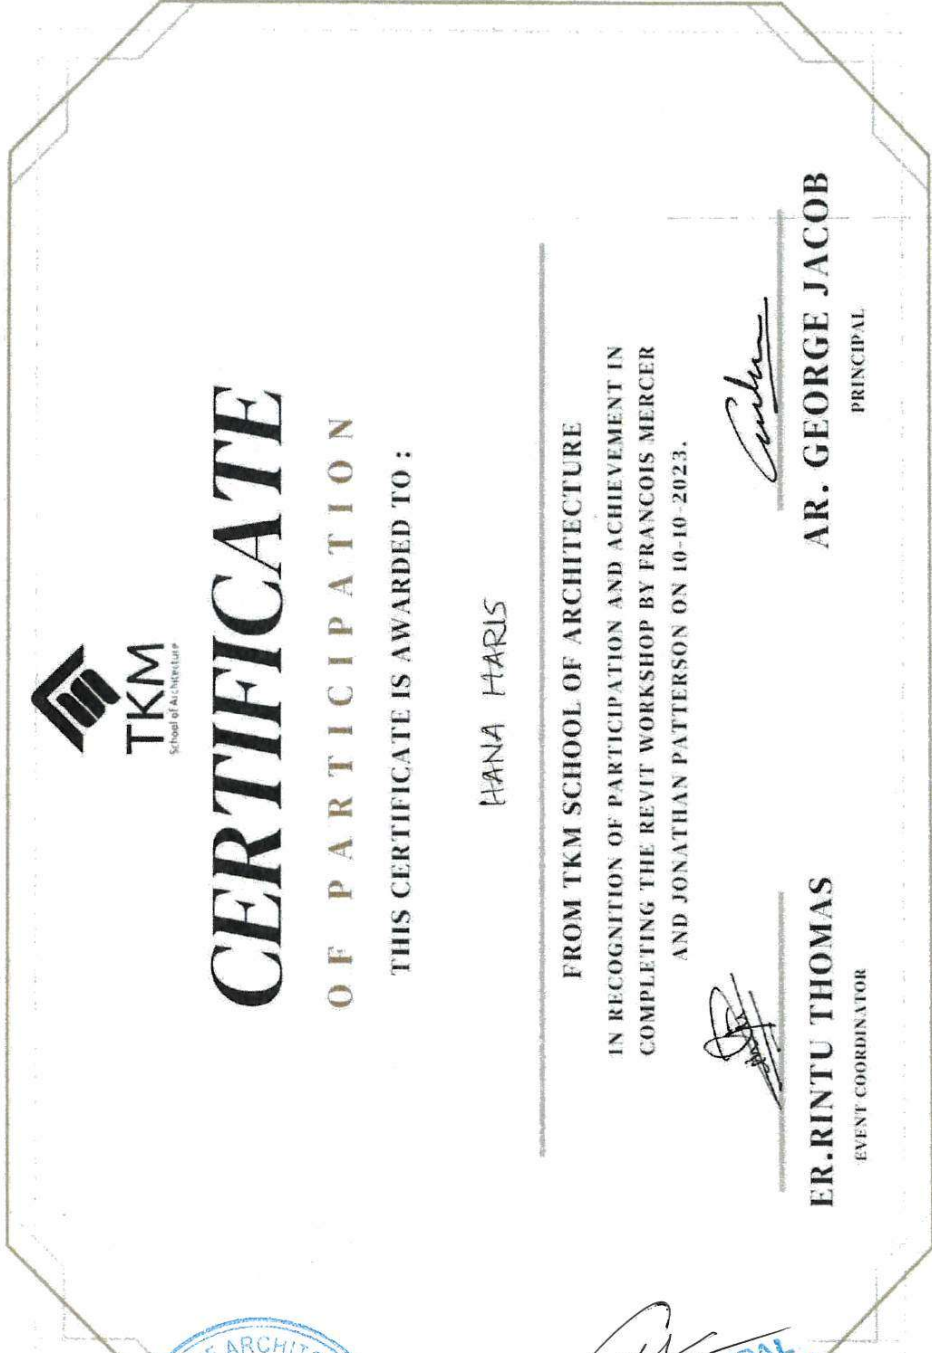 TKM
School of Architecture
CERTIFICATE
OF PARTICIPATION
THIS CERTIFICATE IS AWARDED TO :
HANA HARIS
FROM TKM SCHOOL OF ARCHITECTURE
IN RECOGNITION OF PARTICIPATION AND ACHIEVEMENT IN
COMPLETING THE REVIT WORKSHOP BY FRANCOIS MERCER
AND JONATHAN PATTERSON ON 10-10-2023.
ER.RINTU THOMAS
EVENT COORDINATOR
AR. GEORGE JACOB
PRINCIPAL